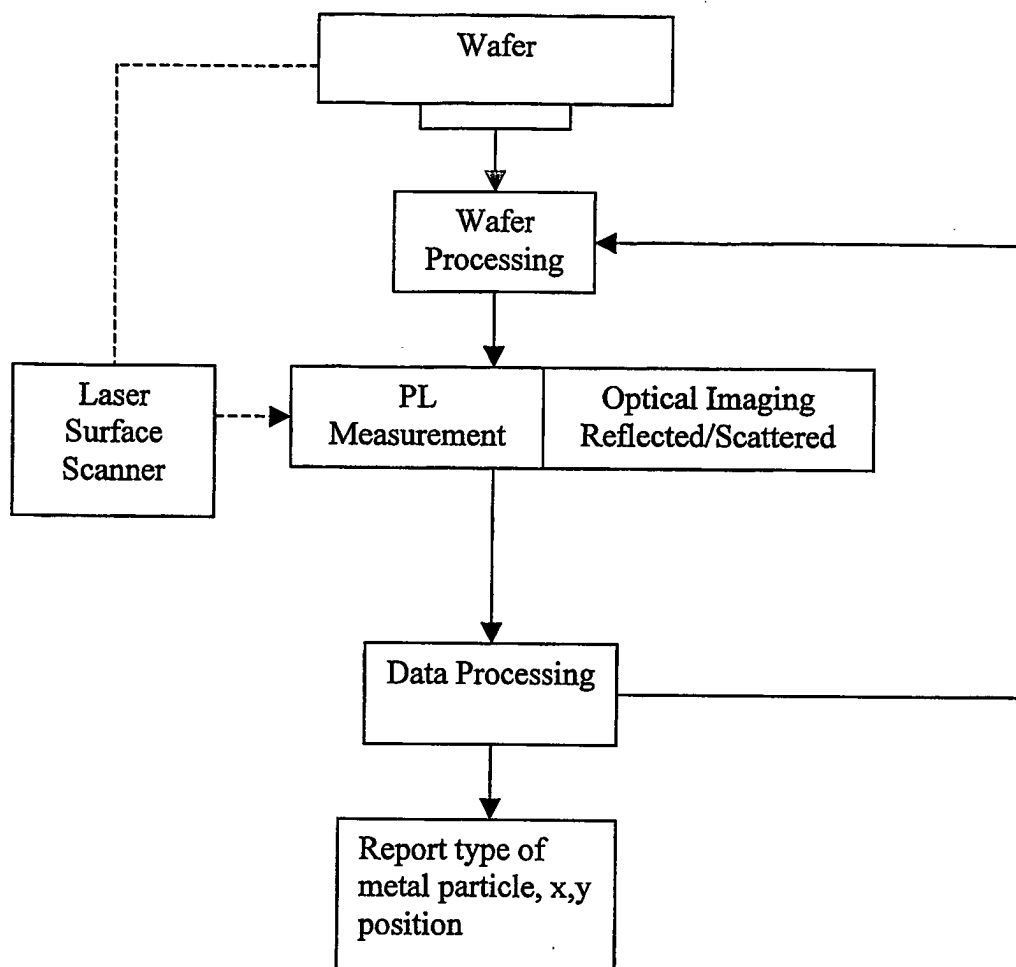 Wafer
Wafer
Processing
Laser
Surface
Scanner
PL
Measurement
Optical Imaging
Reflected/Scattered
Data Processing
Report type of
metal particle, x,y
position